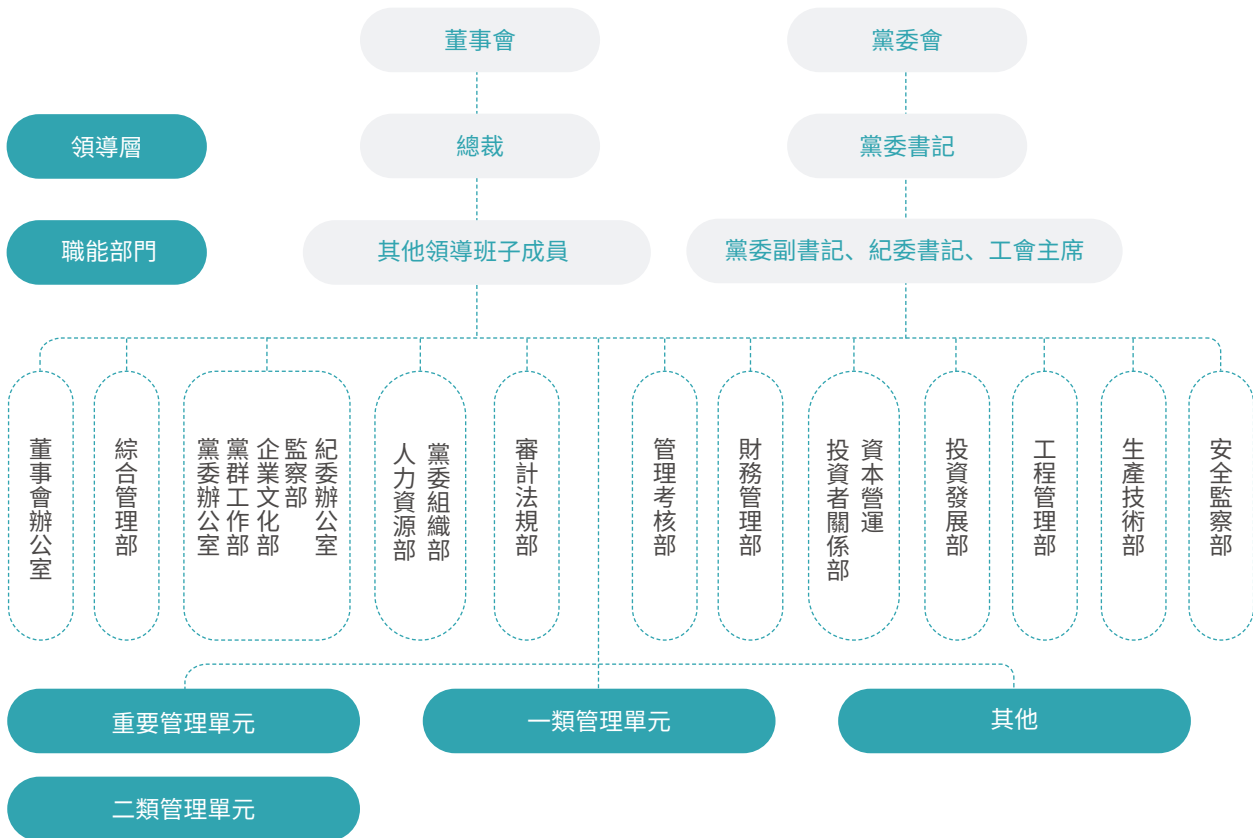 董事會
黨委會
領導層
總裁
黨委書記
職能部門
其他領導班子成員
黨委副書記、紀委書記、工會主席
董事會辦公室
綜合管理部
黨委辦公室
黨群工作部
企業文化部
監察部
紀委辦公室
人力資源部
黨委組織部
審計法規部
管理考核部
財務管理部
投資者關係部
資本營運
投資發展部
工程管理部
生產技術部
安全監察部
重要管理單元
一類管理單元
其他
二類管理單元